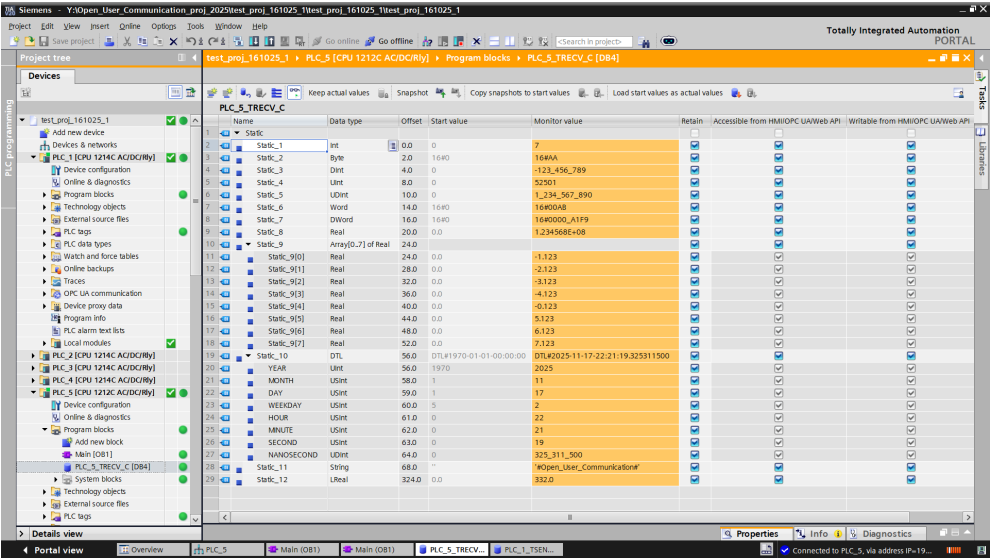 Siemens - Y:\Open_User_Communication_proj_2025\test_proj_161025_1\test_proj_161025_1\test_proj_161025_1
Project Edit View Insert Online Options Tools Window Help
Save project Go online Go offline <Search in project>
Totally Integrated Automation
PORTAL
Project tree
test_proj_161025_1 PLC_5 [CPU 1212C AC/DC/Rly] Program blocks PLC_5_TRECV_C [DB4]
Devices
Keep actual values Snapshot Copy snapshots to start values Load start values as actual values
PLC programming
test_proj_161025_1
Add new device
Devices & networks
PLC_1 [CPU 1214C AC/DC/Rly]
Device configuration
Online & diagnostics
Program blocks
Technology objects
External source files
PLC tags
PLC data types
Watch and force tables
Online backups
Traces
OPC UA communication
Device proxy data
Program info
PLC alarm text lists
Local modules
PLC_2 [CPU 1214C AC/DC/Rly]
PLC_3 [CPU 1214C AC/DC/Rly]
PLC_4 [CPU 1214C AC/DC/Rly]
PLC_5 [CPU 1212C AC/DC/Rly]
Device configuration
Online & diagnostics
Program blocks
Add new block
Main [OB1]
PLC_5_TRECV_C [DB4]
System blocks
Technology objects
External source files
PLC tags
Details view
PLC_5_TRECV_C
Name Data type Offset Start value Monitor value Retain Accessible from HMI/OPC UA/Web API Writable from HMI/OPC UA/Web API
1 Static
2 Static_1 Int 0.0 0 7
3 Static_2 Byte 2.0 16#0 16#AA
4 Static_3 DInt 4.0 0 -123_456_789
5 Static_4 UInt 8.0 0 52501
6 Static_5 UDInt 10.0 0 1_234_567_890
7 Static_6 Word 14.0 16#0 16#00AB
8 Static_7 DWord 16.0 16#0 16#0000_A1F9
9 Static_8 Real 20.0 0.0 1.234568E+08
10 Static_9 Array[0..7] of Real 24.0
11 Static_9[0] Real 24.0 0.0 -1.123
12 Static_9[1] Real 28.0 0.0 -2.123
13 Static_9[2] Real 32.0 0.0 -3.123
14 Static_9[3] Real 36.0 0.0 -4.123
15 Static_9[4] Real 40.0 0.0 -0.123
16 Static_9[5] Real 44.0 0.0 5.123
17 Static_9[6] Real 48.0 0.0 6.123
18 Static_9[7] Real 52.0 0.0 7.123
19 Static_10 DTL 56.0 DTL#1970-01-01-00:00:00 DTL#2025-11-17-22:21:19.325311500
20 YEAR UInt 56.0 1970 2025
21 MONTH USInt 58.0 1 11
22 DAY USInt 59.0 1 17
23 WEEKDAY USInt 60.0 5 2
24 HOUR USInt 61.0 0 22
25 MINUTE USInt 62.0 0 21
26 SECOND USInt 63.0 0 19
27 NANOSECOND UDInt 64.0 0 325_311_500
28 Static_11 String 68.0 '' '#Open_User_Communication#'
29 Static_12 LReal 324.0 0.0 332.0
Tasks
Libraries
Properties Info Diagnostics
Portal view Overview PLC_5 Main (OB1) Main (OB1) PLC_5_TRECV... PLC_1_TSEN... Connected to PLC_5, via address IP=19...